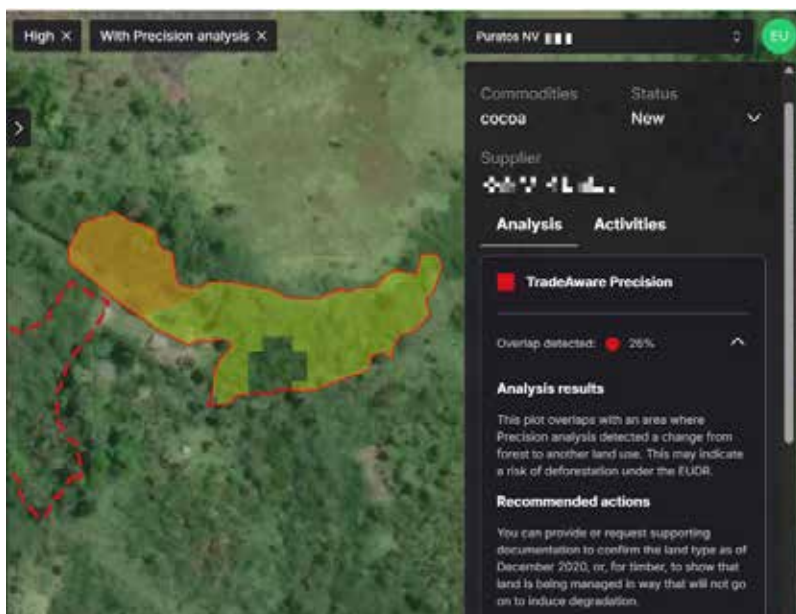 High ×
With Precision analysis ×
Puratos NV
EU
Commodities
Status
cocoa
New
Supplier
Analysis
Activities
TradeAware Precision
Overlap detected: 26%
Analysis results
This plot overlaps with an area where
Precision analysis detected a change from
forest to another land use. This may indicate
a risk of deforestation under the EUDR.
Recommended actions
You can provide or request supporting
documentation to confirm the land type as of
December 2020, or, for timber, to show that
land is being managed in way that will not go
on to induce degradation.